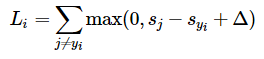 L_i = \sum_{j \neq y_i} \max(0, s_j - s_{y_i} + \Delta)